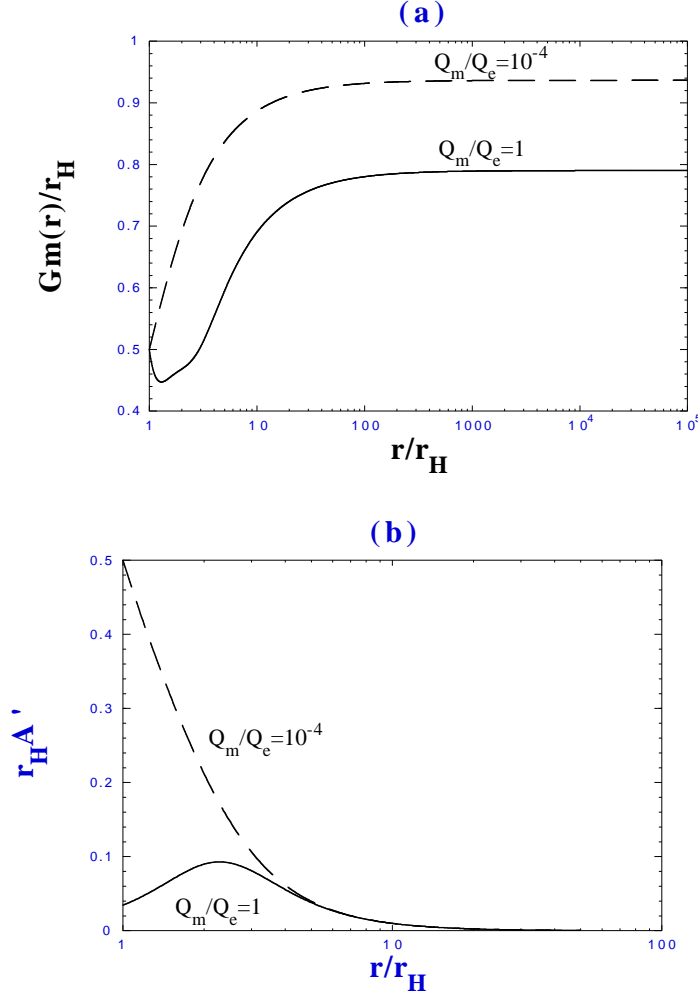 (a)
1
0.9
0.8
0.7
0.6
0.5
0.4
Gm(r)/r_H
Q_m/Q_e=10^-4
Q_m/Q_e=1
1
10
100
1000
10^4
10^5
r/r_H
(b)
0.5
0.4
0.3
0.2
0.1
0
r_H A'
Q_m/Q_e=10^-4
Q_m/Q_e=1
1
10
100
r/r_H